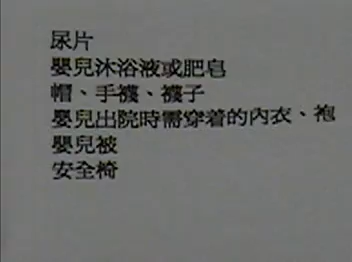 尿片
嬰兒沐浴液或肥皂
帽、手襪、襪子
嬰兒出院時需穿着的內衣、袍
嬰兒被
安全椅